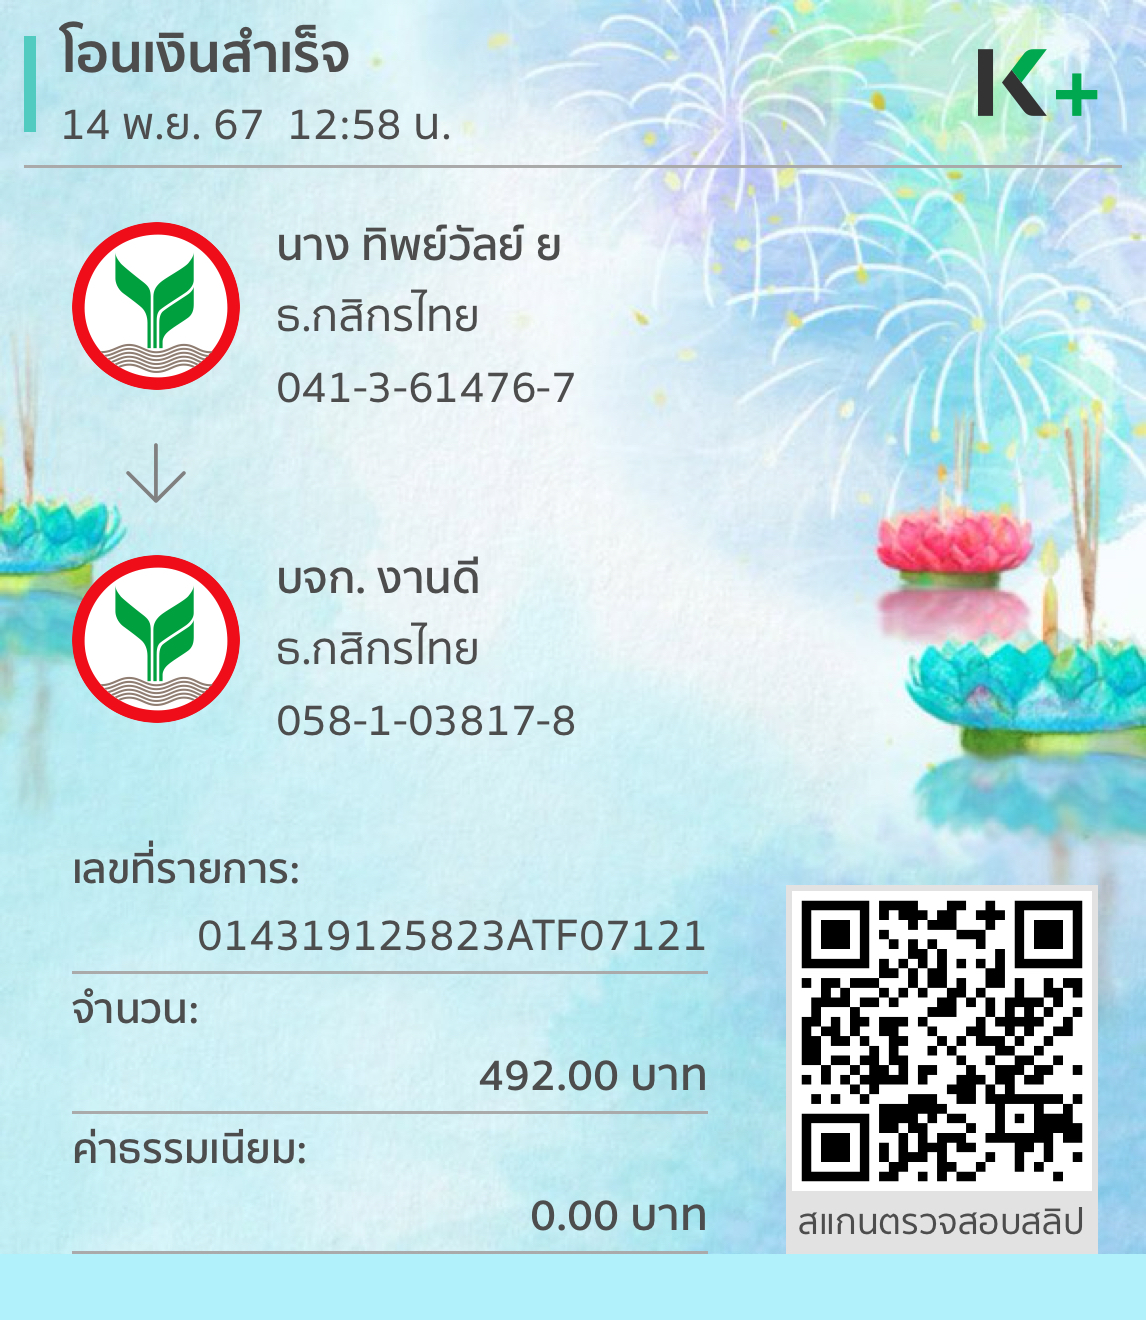 โอนเงินสำเร็จ
14 พ.ย. 67 12:58 น.
K+
นาง ทิพย์วัลย์ ย
ธ.กสิกรไทย
041-3-61476-7
บจก. งานดี
ธ.กสิกรไทย
058-1-03817-8
เลขที่รายการ:
014319125823ATF07121
จำนวน:
492.00 บาท
ค่าธรรมเนียม:
0.00 บาท
สแกนตรวจสอบสลิป